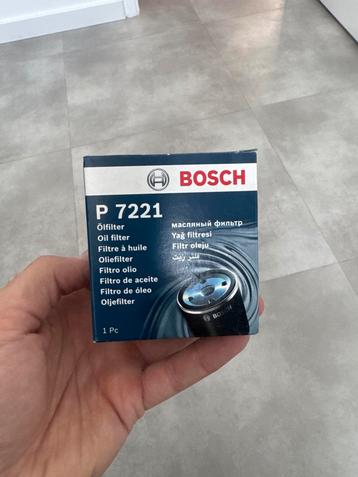 BOSCH
P 7221
Ölfilter
Oil filter
Filtre à huile
Oliefilter
Filtro olio
Filtro de aceite
Filtro de óleo
Oljefilter
масляный фильтр
Yağ filtresi
Filtr oleju
فلتر زيت
BOSCH
1 Pc